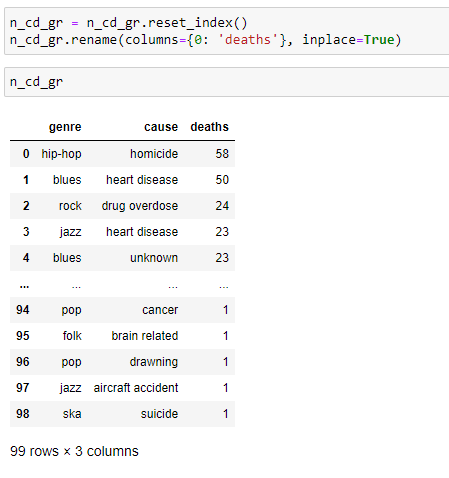 n_cd_gr = n_cd_gr.reset_index()
n_cd_gr.rename(columns={0: 'deaths'}, inplace=True)
n_cd_gr
genre cause deaths
0 hip-hop homicide 58
1 blues heart disease 50
2 rock drug overdose 24
3 jazz heart disease 23
4 blues unknown 23
... ... ... ...
94 pop cancer 1
95 folk brain related 1
96 pop drawning 1
97 jazz aircraft accident 1
98 ska suicide 1
99 rows × 3 columns